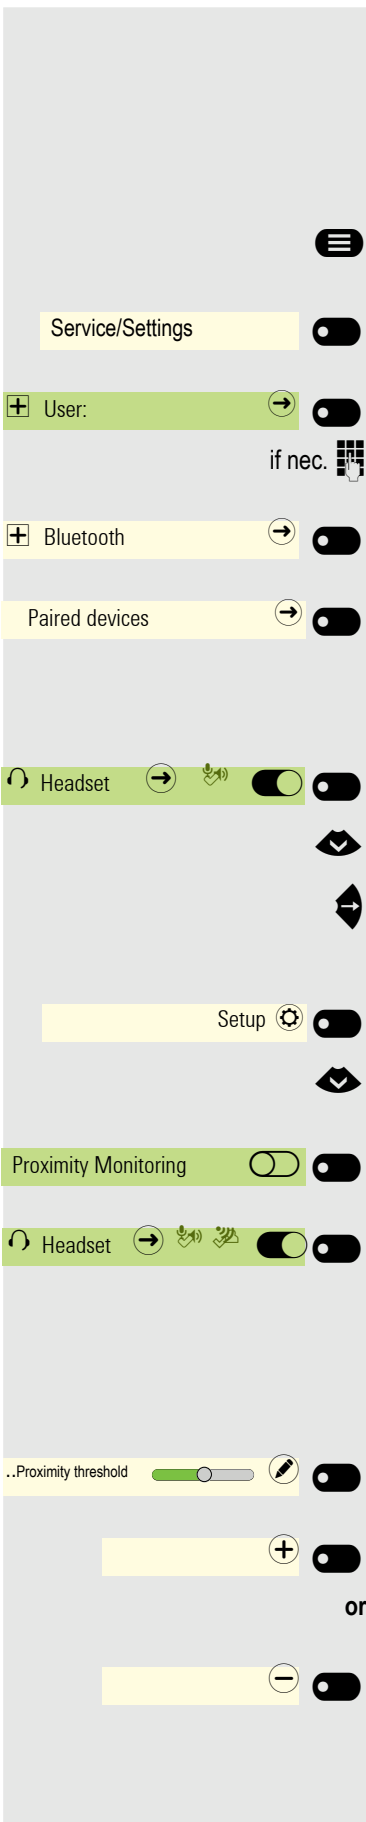 Service/Settings
User:
if nec.
Bluetooth
Paired devices
Headset
Setup
Proximity Monitoring
Headset
..Proximity threshold
or